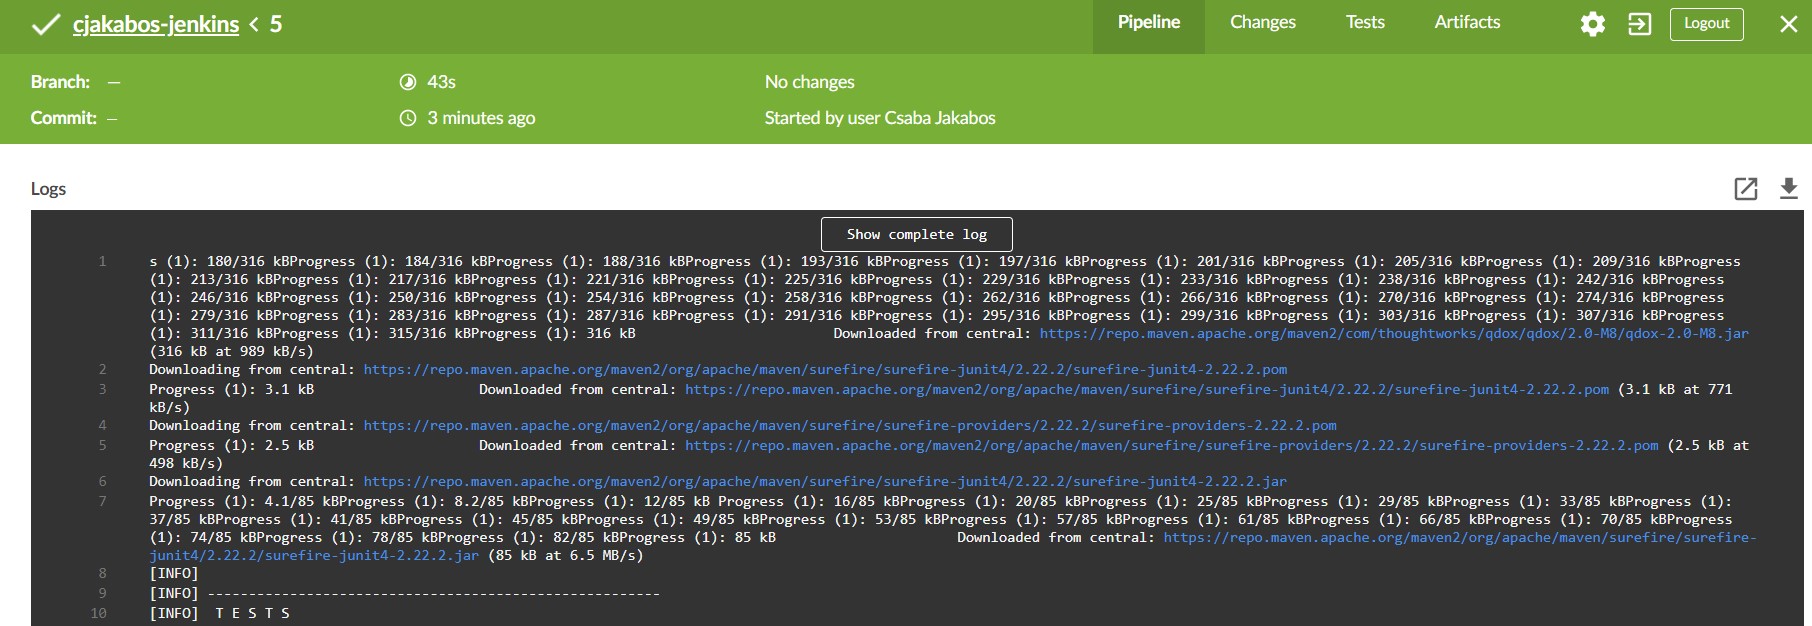 cjakabos-jenkins < 5
Pipeline Changes Tests Artifacts Logout
Branch: — 43s No changes
Commit: — 3 minutes ago Started by user Csaba Jakabos
Logs
Show complete log
1 s (1): 180/316 kBProgress (1): 184/316 kBProgress (1): 188/316 kBProgress (1): 193/316 kBProgress (1): 197/316 kBProgress (1): 201/316 kBProgress (1): 205/316 kBProgress (1): 209/316 kBProgress
(1): 213/316 kBProgress (1): 217/316 kBProgress (1): 221/316 kBProgress (1): 225/316 kBProgress (1): 229/316 kBProgress (1): 233/316 kBProgress (1): 238/316 kBProgress (1): 242/316 kBProgress
(1): 246/316 kBProgress (1): 250/316 kBProgress (1): 254/316 kBProgress (1): 258/316 kBProgress (1): 262/316 kBProgress (1): 266/316 kBProgress (1): 270/316 kBProgress (1): 274/316 kBProgress
(1): 279/316 kBProgress (1): 283/316 kBProgress (1): 287/316 kBProgress (1): 291/316 kBProgress (1): 295/316 kBProgress (1): 299/316 kBProgress (1): 303/316 kBProgress (1): 307/316 kBProgress
(1): 311/316 kBProgress (1): 315/316 kBProgress (1): 316 kB Downloaded from central: https://repo.maven.apache.org/maven2/com/thoughtworks/qdox/qdox/2.0-M8/qdox-2.0-M8.jar
(316 kB at 989 kB/s)
2 Downloading from central: https://repo.maven.apache.org/maven2/org/apache/maven/surefire/surefire-junit4/2.22.2/surefire-junit4-2.22.2.pom
3 Progress (1): 3.1 kB Downloaded from central: https://repo.maven.apache.org/maven2/org/apache/maven/surefire/surefire-junit4/2.22.2/surefire-junit4-2.22.2.pom (3.1 kB at 771
kB/s)
4 Downloading from central: https://repo.maven.apache.org/maven2/org/apache/maven/surefire/surefire-providers/2.22.2/surefire-providers-2.22.2.pom
5 Progress (1): 2.5 kB Downloaded from central: https://repo.maven.apache.org/maven2/org/apache/maven/surefire/surefire-providers/2.22.2/surefire-providers-2.22.2.pom (2.5 kB at
498 kB/s)
6 Downloading from central: https://repo.maven.apache.org/maven2/org/apache/maven/surefire/surefire-junit4/2.22.2/surefire-junit4-2.22.2.jar
7 Progress (1): 4.1/85 kBProgress (1): 8.2/85 kBProgress (1): 12/85 kB Progress (1): 16/85 kBProgress (1): 20/85 kBProgress (1): 25/85 kBProgress (1): 29/85 kBProgress (1): 33/85 kBProgress (1):
37/85 kBProgress (1): 41/85 kBProgress (1): 45/85 kBProgress (1): 49/85 kBProgress (1): 53/85 kBProgress (1): 57/85 kBProgress (1): 61/85 kBProgress (1): 66/85 kBProgress (1): 70/85 kBProgress
(1): 74/85 kBProgress (1): 78/85 kBProgress (1): 82/85 kBProgress (1): 85 kB Downloaded from central: https://repo.maven.apache.org/maven2/org/apache/maven/surefire/surefire-
junit4/2.22.2/surefire-junit4-2.22.2.jar (85 kB at 6.5 MB/s)
8 [INFO]
9 [INFO] -------------------------------------------------------
10 [INFO]  T E S T S